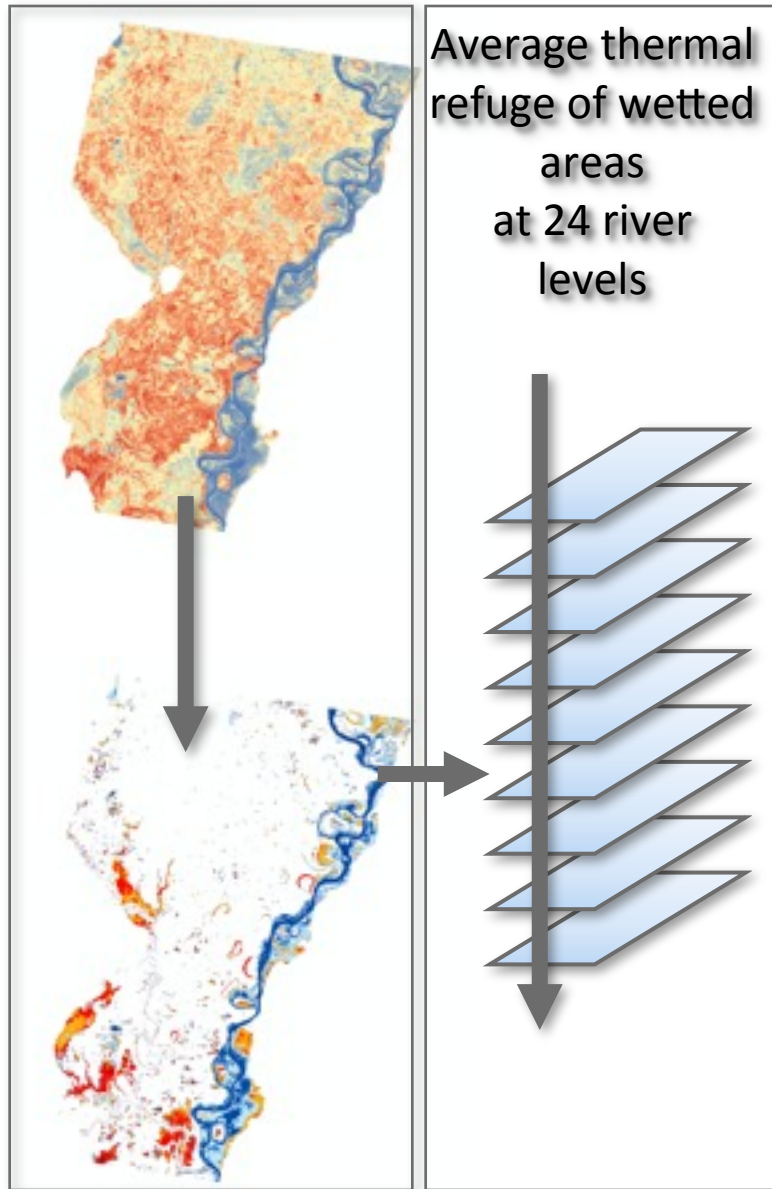 Average thermal
refuge of wetted
areas
at 24 river
levels